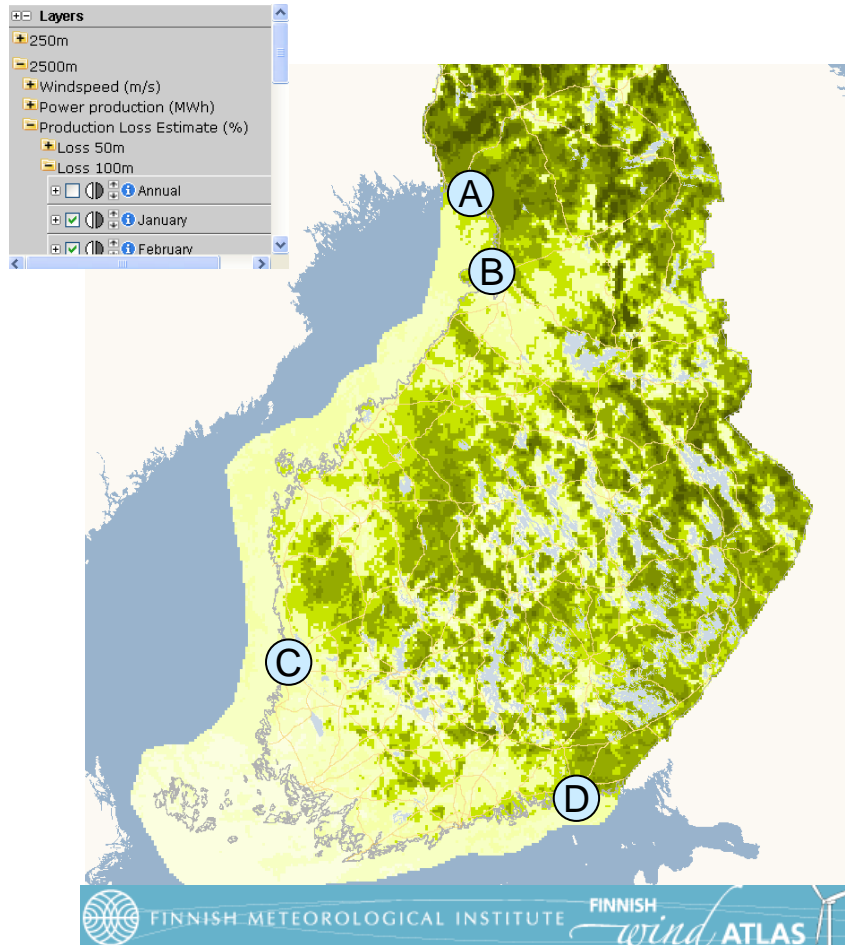 Layers
250m
2500m
Windspeed (m/s)
Power production (MWh)
Production Loss Estimate (%)
Loss 50m
Loss 100m
Annual
January
February
A
B
C
D
FINNISH METEOROLOGICAL INSTITUTE
FINNISH
wind ATLAS